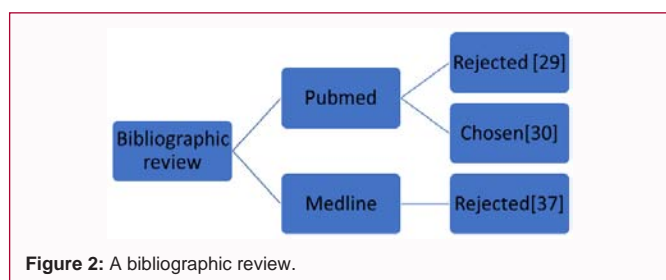 Bibliographic
review
Pubmed
Medline
Rejected [29]
Chosen[30]
Rejected[37]
Figure 2: A bibliographic review.